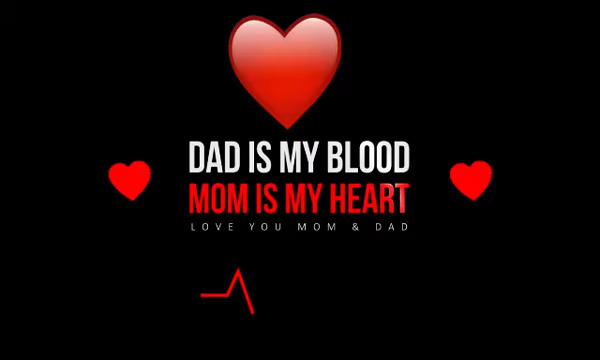 DAD IS MY BLOOD
MOM IS MY HEART
LOVE YOU MOM & DAD